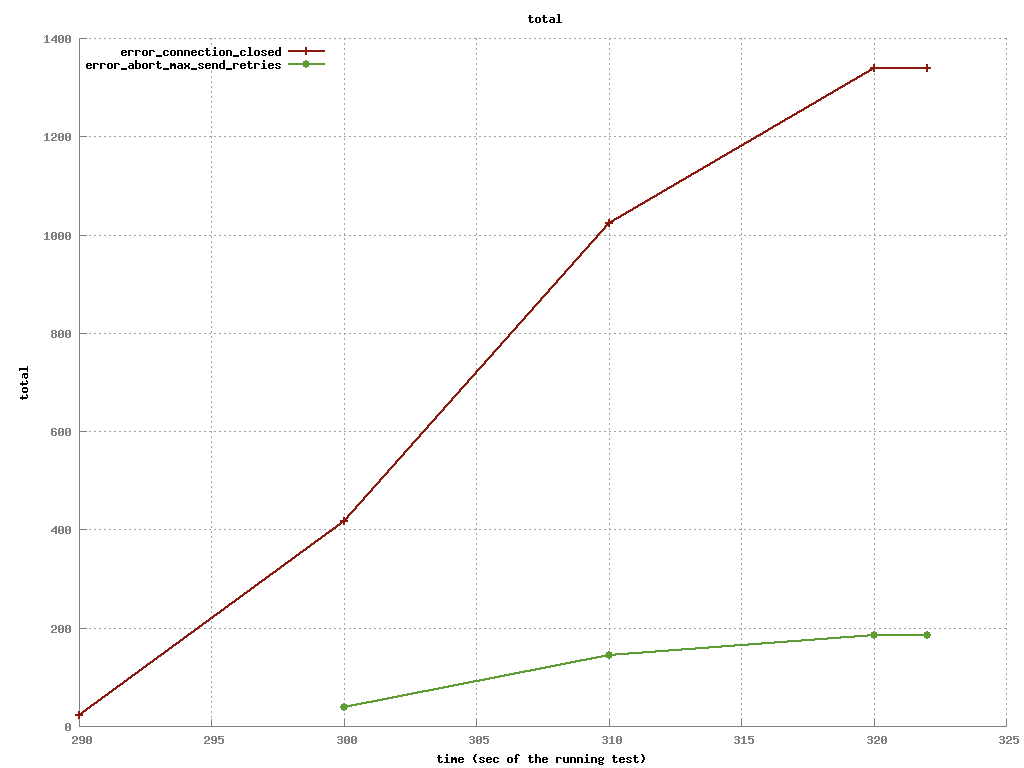 total
1400
error_connection_closed
error_abort_max_send_retries
1200
1000
800
total
600
400
200
0
290 295 300 305 310 315 320 325
time (sec of the running test)